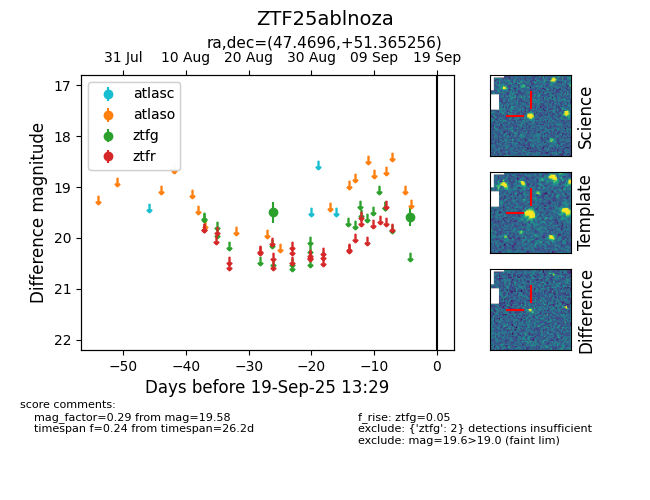 ZTF25ablnoza
ra,dec=(47.4696,+51.365256)
31 Jul 10 Aug 20 Aug 30 Aug 09 Sep 19 Sep
atlasc
atlaso
ztfg
ztfr
17
18
19
20
21
22
Difference magnitude
−50 −40 −30 −20 −10 0
Days before 19-Sep-25 13:29
Science
Template
Difference
score comments:
mag_factor=0.29 from mag=19.58
timespan f=0.24 from timespan=26.2d
f_rise: ztfg=0.05
exclude: {'ztfg': 2} detections insufficient
exclude: mag=19.6>19.0 (faint lim)